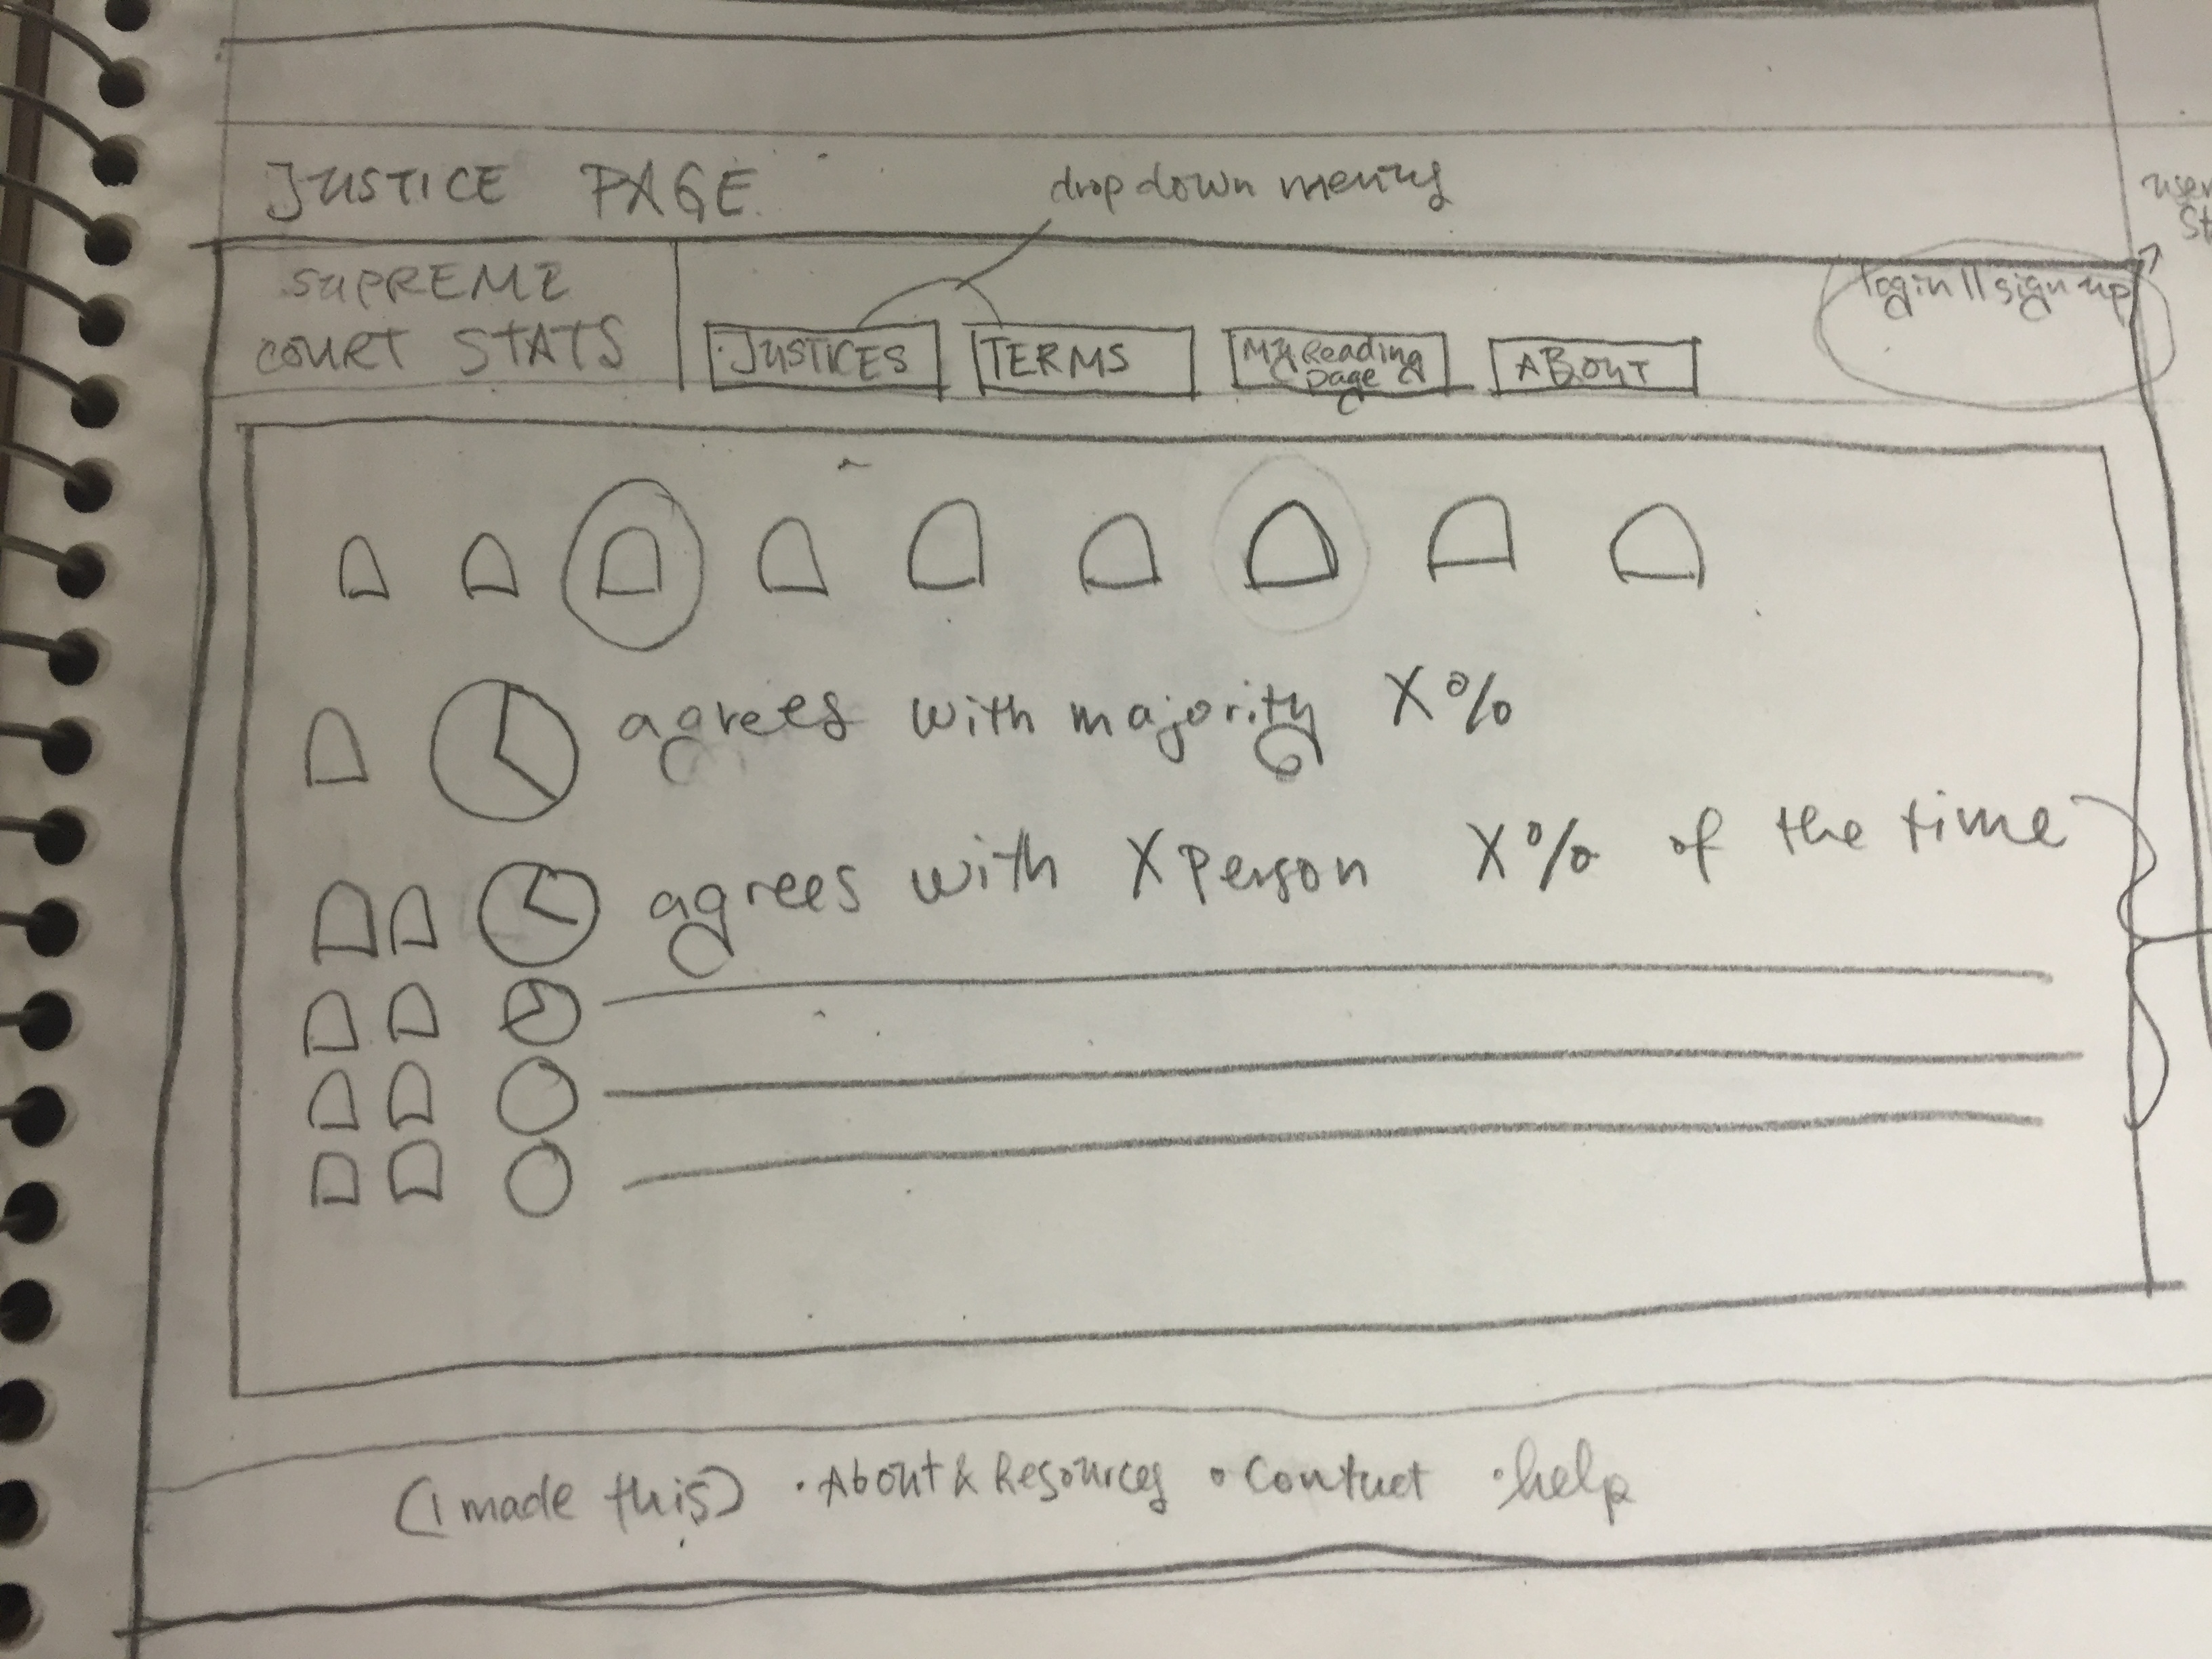 JUSTICE PAGE
drop down menus
user
SUPREME
COURT STATS
JUSTICES
TERMS
My Reading
page
ABOUT
login || sign up
agrees with majority X%
agrees with X Person X% of the time
(I made this) · About & Resources · Contact · help